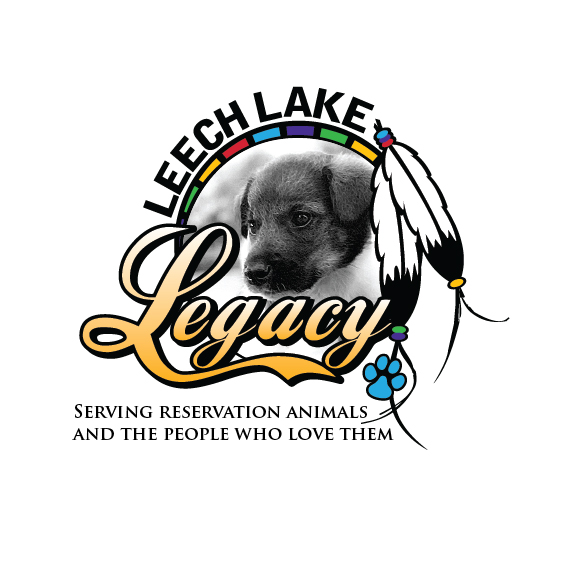 LEECH LAKE
Legacy
SERVING RESERVATION ANIMALS
AND THE PEOPLE WHO LOVE THEM